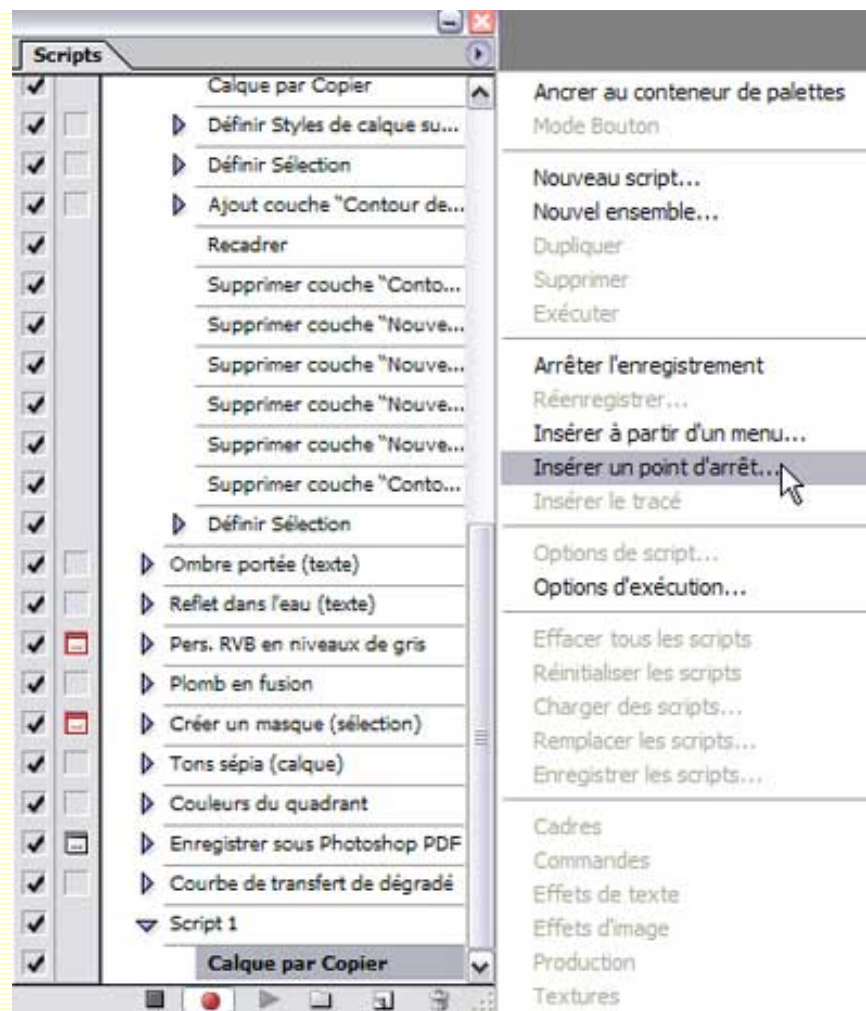 Scripts
Calque par Copier
Définir Styles de calque su...
Définir Sélection
Ajout couche "Contour de...
Recadrer
Supprimer couche "Conto...
Supprimer couche "Nouve...
Supprimer couche "Nouve...
Supprimer couche "Nouve...
Supprimer couche "Nouve...
Supprimer couche "Conto...
Définir Sélection
Ombre portée (texte)
Reflet dans l'eau (texte)
Pers. RVB en niveaux de gris
Plomb en fusion
Créer un masque (sélection)
Tons sépia (calque)
Couleurs du quadrant
Enregistrer sous Photoshop PDF
Courbe de transfert de dégradé
Script 1
Calque par Copier
Ancrer au conteneur de palettes
Mode Bouton
Nouveau script...
Nouvel ensemble...
Dupliquer
Supprimer
Exécuter
Arrêter l'enregistrement
Réenregistrer...
Insérer à partir d'un menu...
Insérer un point d'arrêt...
Insérer le tracé
Options de script...
Options d'exécution...
Effacer tous les scripts
Réinitialiser les scripts
Charger des scripts...
Remplacer les scripts...
Enregistrer les scripts...
Cadres
Commandes
Effets de texte
Effets d'image
Production
Textures